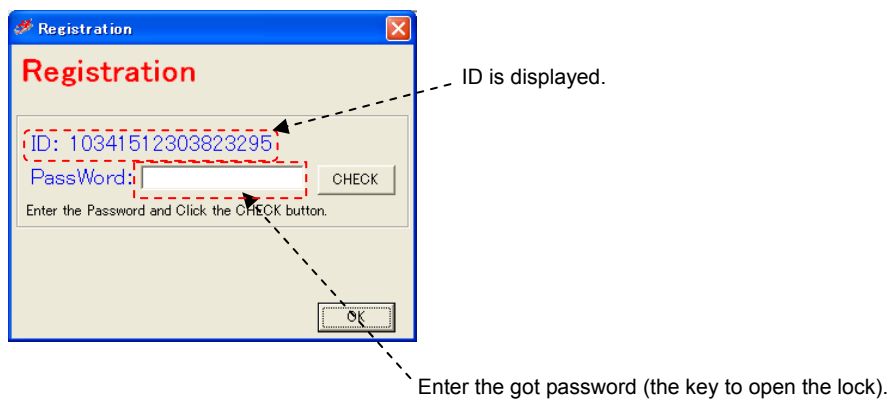 Registration
Registration
ID is displayed.
ID: 10341512303823295
PassWord:
CHECK
Enter the Password and Click the CHECK button.
OK
Enter the got password (the key to open the lock).